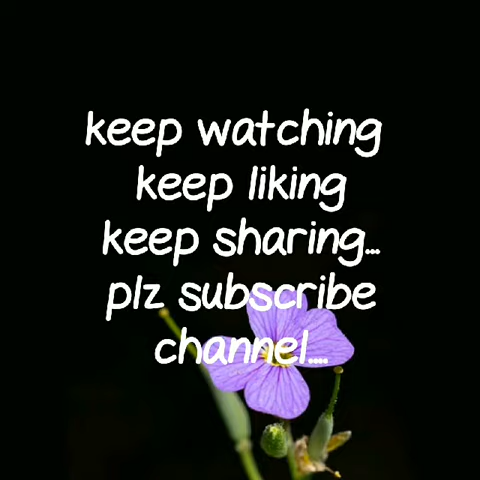 keep watching
keep liking
keep sharing...
plz subscribe
channel....